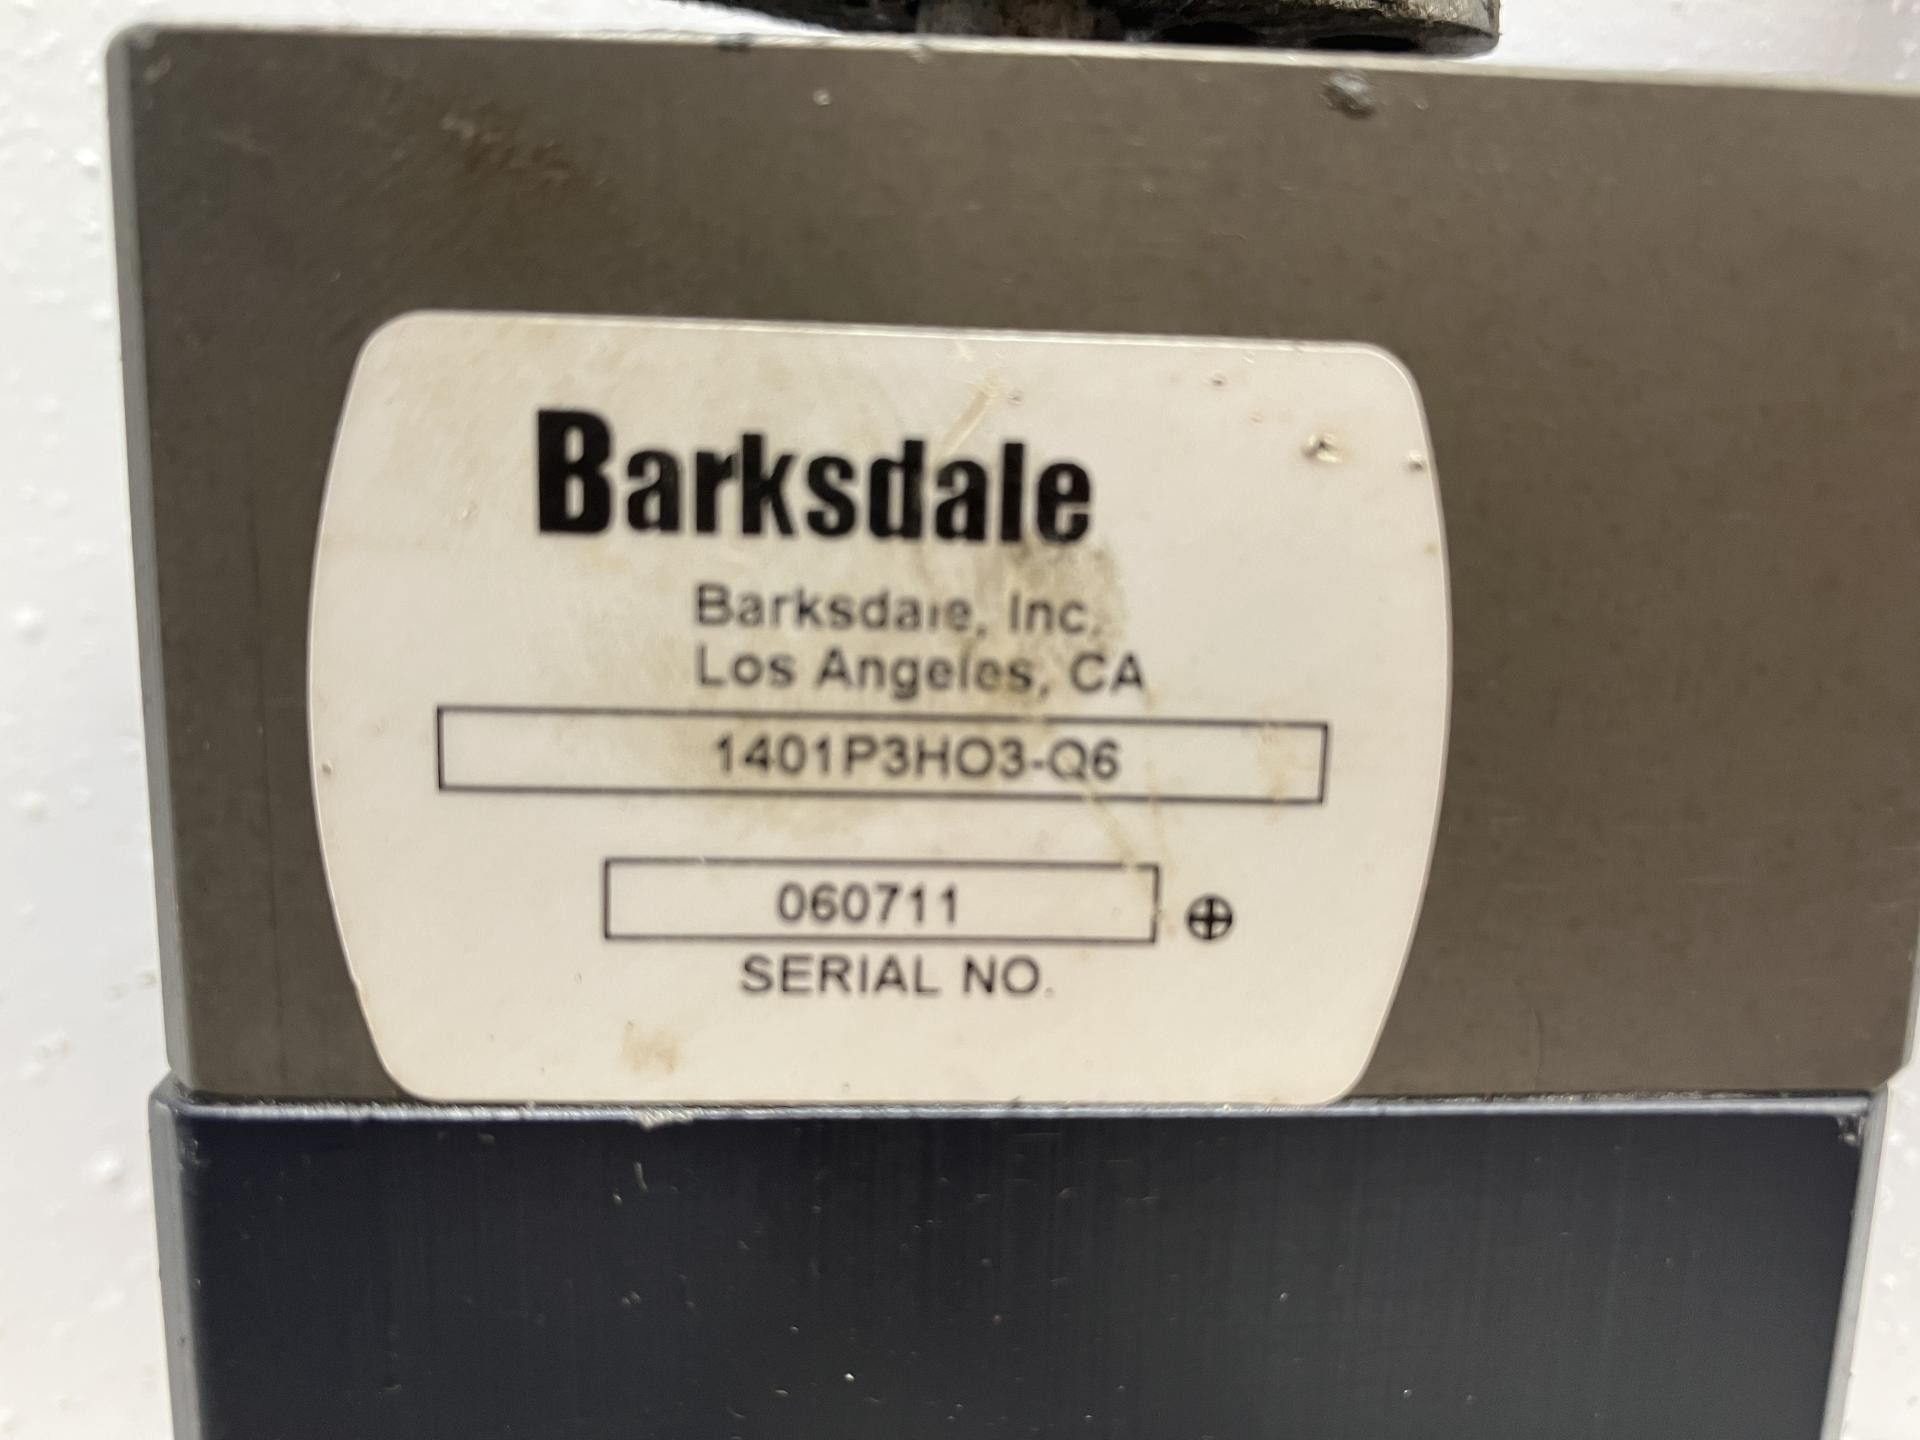 Barksdale
Barksdale, Inc.
Los Angeles, CA
1401P3HO3-Q6
060711
SERIAL NO.